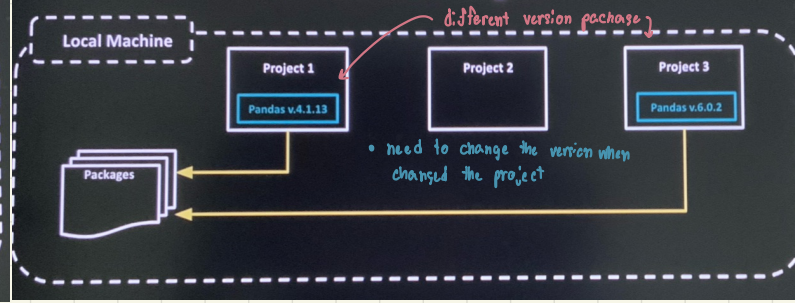 different version package
Local Machine
Project 1
Project 2
Project 3
Pandas v.4.1.13
Pandas v.6.0.2
• need to change the version when
changed the project
Packages